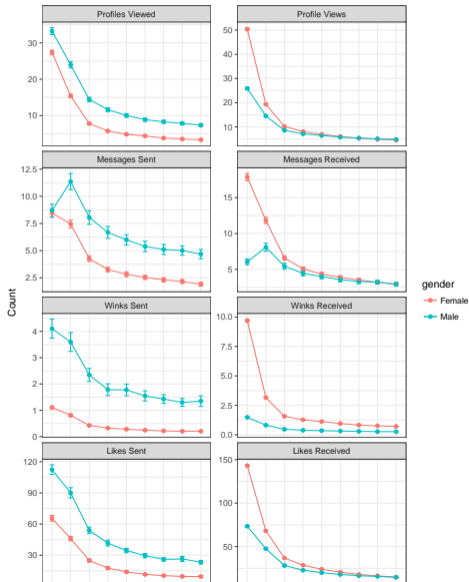 Profiles Viewed
Profile Views
30
20
10
50
40
30
20
10
Messages Sent
Messages Received
12.5
10.0
7.5
5.0
2.5
15
10
5
Count
gender
Female
Male
Winks Sent
Winks Received
4
3
2
1
0
10.0
7.5
5.0
2.5
0.0
Likes Sent
Likes Received
120
90
60
30
150
100
50